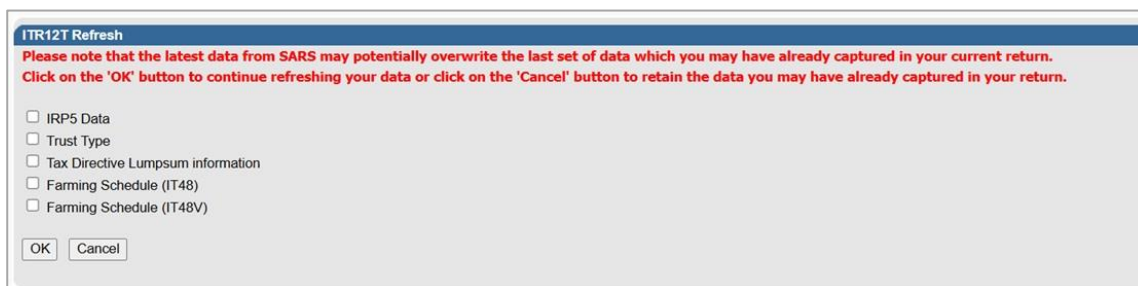 ITR12T Refresh
Please note that the latest data from SARS may potentially overwrite the last set of data which you may have already captured in your current return.
Click on the 'OK' button to continue refreshing your data or click on the 'Cancel' button to retain the data you may have already captured in your return.
IRP5 Data
Trust Type
Tax Directive Lumpsum information
Farming Schedule (IT48)
Farming Schedule (IT48V)
OK Cancel